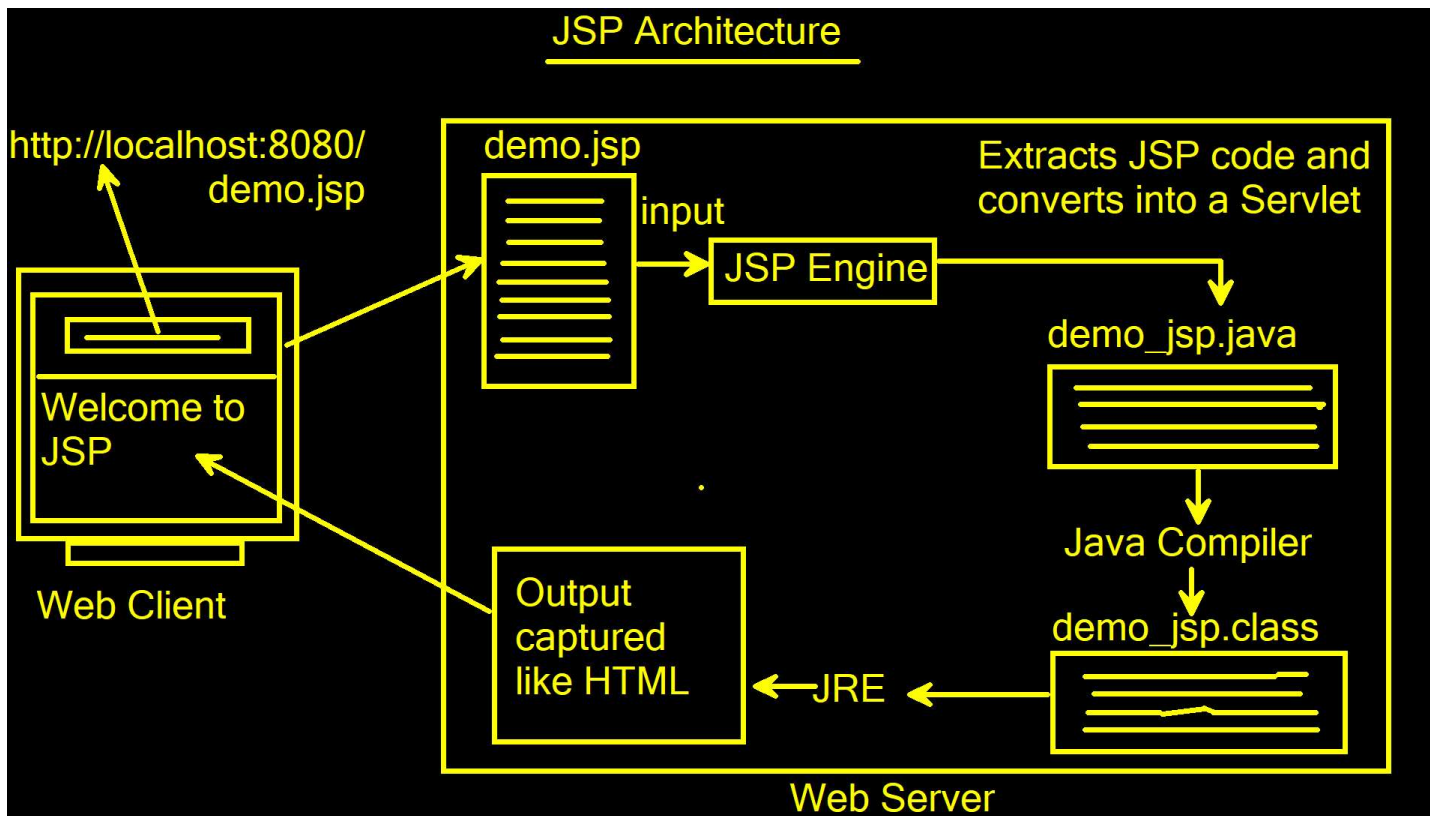 JSP Architecture
http://localhost:8080/
demo.jsp
Welcome to
JSP
Web Client
demo.jsp
input
JSP Engine
Extracts JSP code and
converts into a Servlet
demo_jsp.java
Java Compiler
demo_jsp.class
JRE
Output
captured
like HTML
Web Server